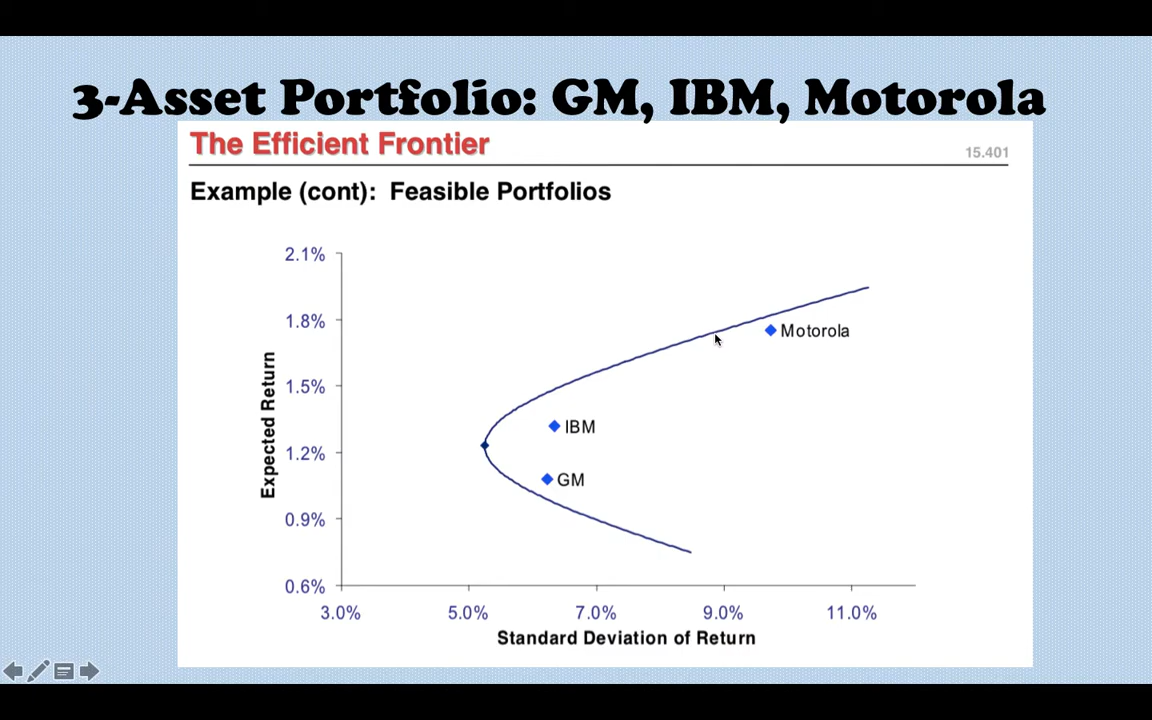 3-Asset Portfolio: GM, IBM, Motorola
The Efficient Frontier
15.401
Example (cont): Feasible Portfolios
2.1%
1.8%
Motorola
1.5%
IBM
1.2%
GM
0.9%
0.6%
Expected Return
3.0% 5.0% 7.0% 9.0% 11.0%
Standard Deviation of Return